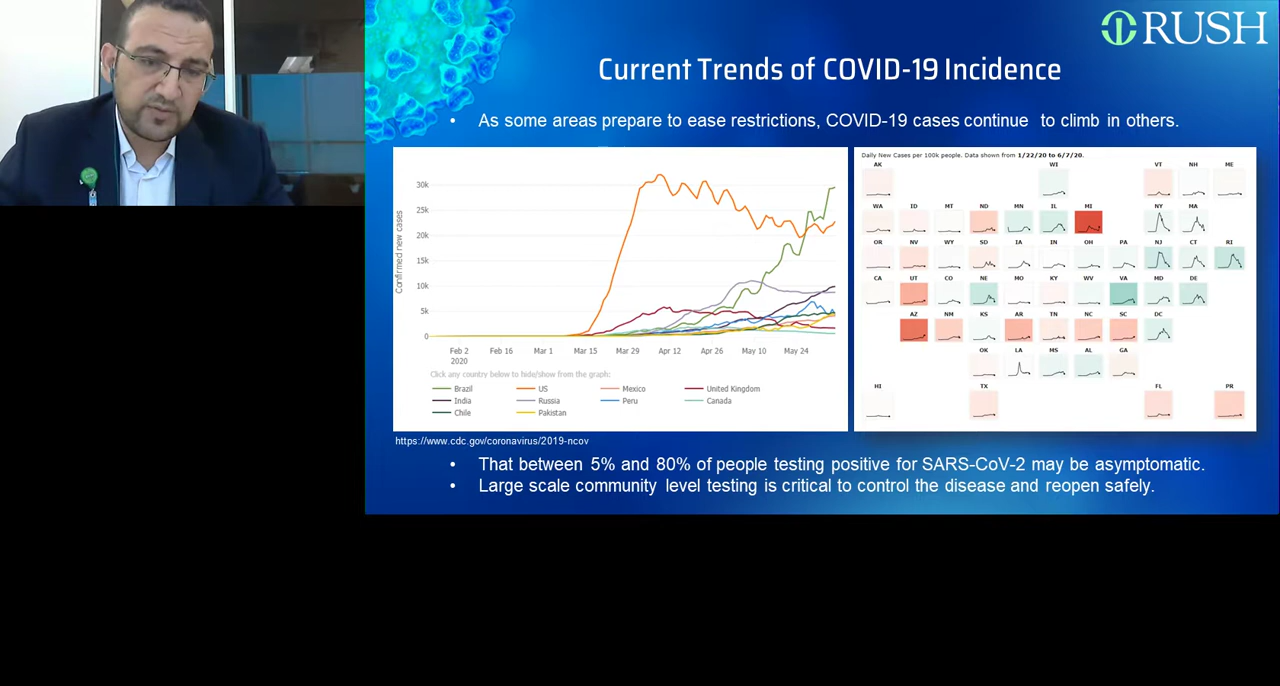 RUSH
Current Trends of COVID-19 Incidence
• As some areas prepare to ease restrictions, COVID-19 cases continue to climb in others.
Confirmed new cases
30k
25k
20k
15k
10k
5k
0
Feb 2 Feb 16 Mar 1 Mar 15 Mar 29 Apr 12 Apr 26 May 10 May 24
2020
Click any country below to hide/show from the graph:
Brazil US Mexico United Kingdom
India Russia Peru Canada
Chile Pakistan
Daily New Cases per 100k people. Data shown from 1/22/20 to 6/7/20.
AK WI VT NH ME
WA ID MT ND MN IL MI NY MA
OR NV WY SD IA IN OH PA NJ CT RI
CA UT CO NE MO KY WV VA MD DE
AZ NM KS AR TN NC SC DC
OK LA MS AL GA
HI TX FL PR
https://www.cdc.gov/coronavirus/2019-ncov
• That between 5% and 80% of people testing positive for SARS-CoV-2 may be asymptomatic.
• Large scale community level testing is critical to control the disease and reopen safely.